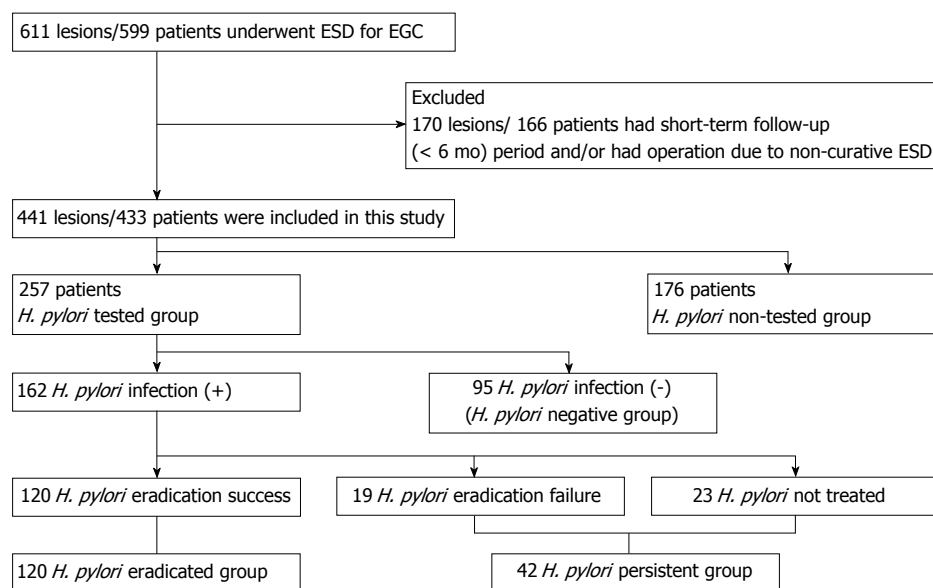 611 lesions/599 patients underwent ESD for EGC
Excluded
170 lesions/ 166 patients had short-term follow-up
(< 6 mo) period and/or had operation due to non-curative ESD
441 lesions/433 patients were included in this study
257 patients
H. pylori tested group
176 patients
H. pylori non-tested group
162 H. pylori infection (+)
95 H. pylori infection (-)
(H. pylori negative group)
120 H. pylori eradication success
19 H. pylori eradication failure
23 H. pylori not treated
120 H. pylori eradicated group
42 H. pylori persistent group